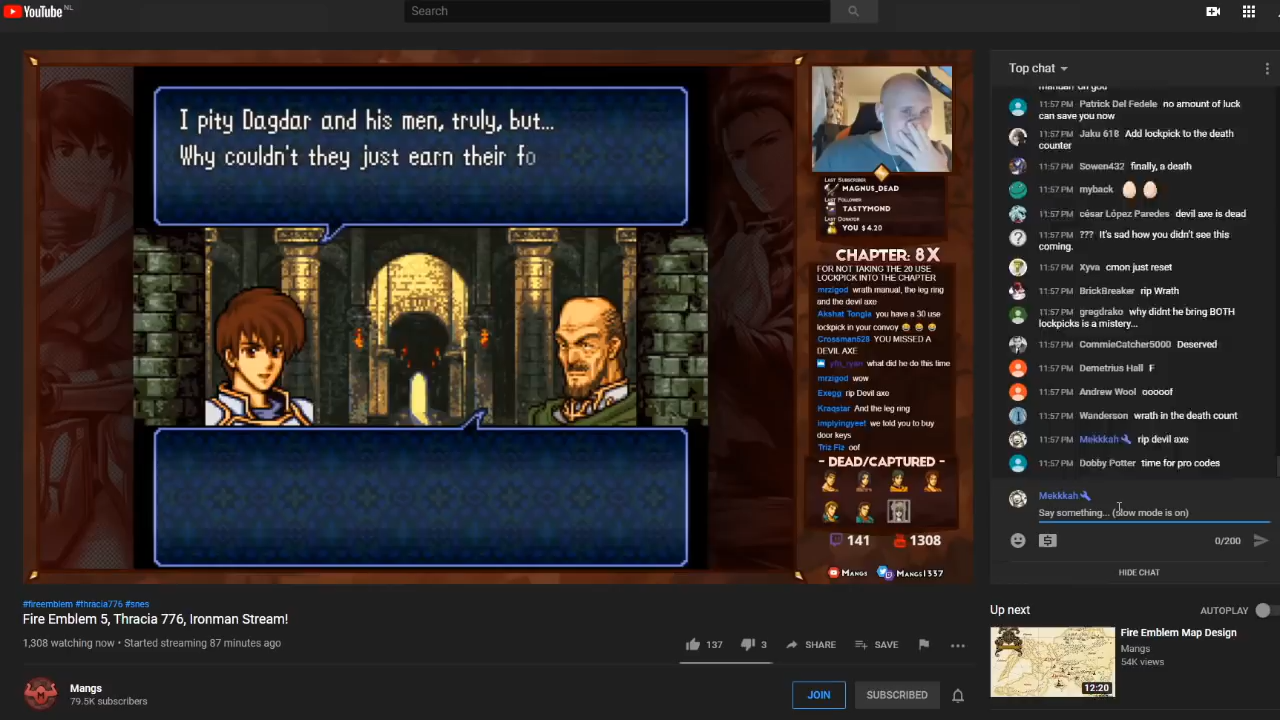 YouTube NL
Search
I pity Dagdar and his men, truly, but...
Why couldn't they just earn their fo
LAST SUBSCRIBER
MAGNUS_DEAD
LAST FOLLOWER
TASTYMOND
LAST DONATOR
YOU $ 4.20
CHAPTER: 8X
FOR NOT TAKING THE 20 USE
LOCKPICK INTO THE CHAPTER
mrzigod wrath manual, the leg ring
and the devil axe
Akshat Tongia you have a 30 use
lockpick in your convoy
Crossman528 YOU MISSED A
DEVIL AXE
yfn_ryan what did he do this time
mrzigod wow
Exegg rip Devil axe
Kraqstar And the leg ring
implyingyeet we told you to buy
door keys
Triz Fiz oof
- DEAD/CAPTURED -
141 1308
MANGS MANGS1337
Top chat
Patrick Del Fedele no amount of luck
can save you now
11:57 PM Jaku 618 Add lockpick to the death
counter
11:57 PM Sowen432 finally, a death
11:57 PM myback
11:57 PM césar López Paredes devil axe is dead
11:57 PM ??? It's sad how you didn't see this
coming.
11:57 PM Xyva cmon just reset
11:57 PM BrickBreaker rip Wrath
11:57 PM gregdrako why didnt he bring BOTH
lockpicks is a mistery...
11:57 PM CommieCatcher5000 Deserved
11:57 PM Demetrius Hall F
11:57 PM Andrew Wool ooooof
11:57 PM Wanderson wrath in the death count
11:57 PM Mekkkah rip devil axe
11:57 PM Dobby Potter time for pro codes
Mekkkah
Say something... (slow mode is on)
0/200
HIDE CHAT
#fireemblem #thracia776 #snes
Fire Emblem 5, Thracia 776, Ironman Stream!
1,308 watching now • Started streaming 87 minutes ago
137 3 SHARE SAVE
Mangs
79.5K subscribers
JOIN SUBSCRIBED
Up next AUTOPLAY
Fire Emblem Map Design
Mangs
54K views
12:20